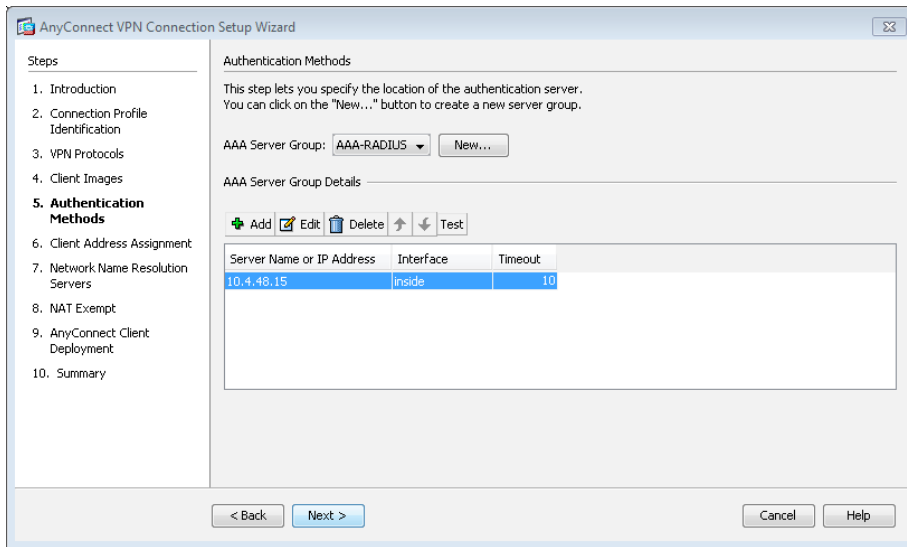 AnyConnect VPN Connection Setup Wizard
Steps
1. Introduction
2. Connection Profile
Identification
3. VPN Protocols
4. Client Images
5. Authentication
Methods
6. Client Address Assignment
7. Network Name Resolution
Servers
8. NAT Exempt
9. AnyConnect Client
Deployment
10. Summary
Authentication Methods
This step lets you specify the location of the authentication server.
You can click on the "New..." button to create a new server group.
AAA Server Group: AAA-RADIUS New...
AAA Server Group Details
Add Edit Delete Test
Server Name or IP Address Interface Timeout
10.4.48.15 inside 10
< Back Next > Cancel Help